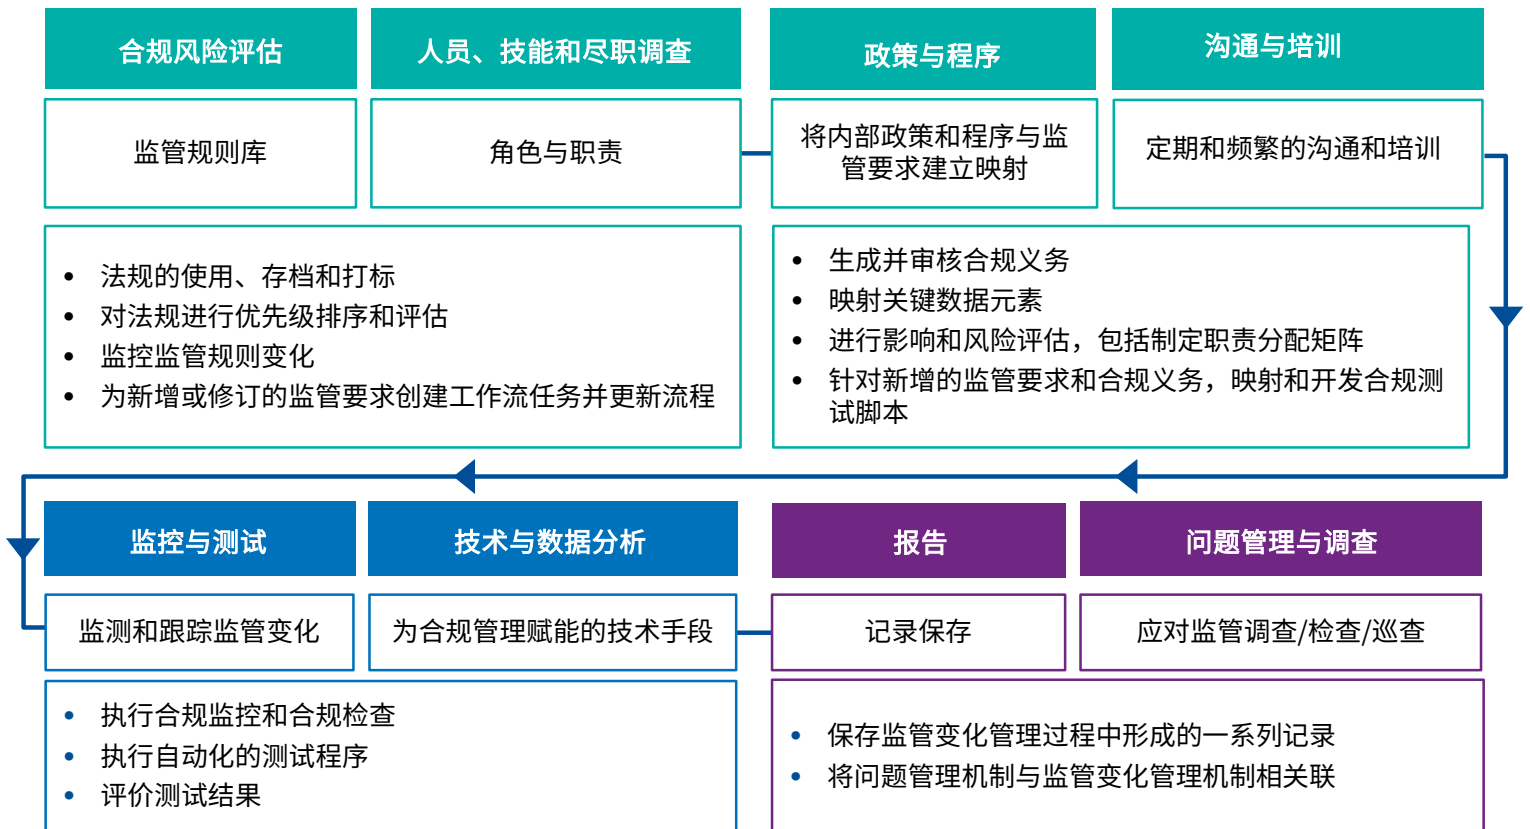 合规风险评估
人员、技能和尽职调查
政策与程序
沟通与培训
监管规则库
角色与职责
将内部政策和程序与监
管要求建立映射
定期和频繁的沟通和培训
• 法规的使用、存档和打标
• 对法规进行优先级排序和评估
• 监控监管规则变化
• 为新增或修订的监管要求创建工作流任务并更新流程
• 生成并审核合规义务
• 映射关键数据元素
• 进行影响和风险评估，包括制定职责分配矩阵
• 针对新增的监管要求和合规义务，映射和开发合规测
试脚本
监控与测试
技术与数据分析
报告
问题管理与调查
监测和跟踪监管变化
为合规管理赋能的技术手段
记录保存
应对监管调查/检查/巡查
• 执行合规监控和合规检查
• 执行自动化的测试程序
• 评价测试结果
• 保存监管变化管理过程中形成的一系列记录
• 将问题管理机制与监管变化管理机制相关联